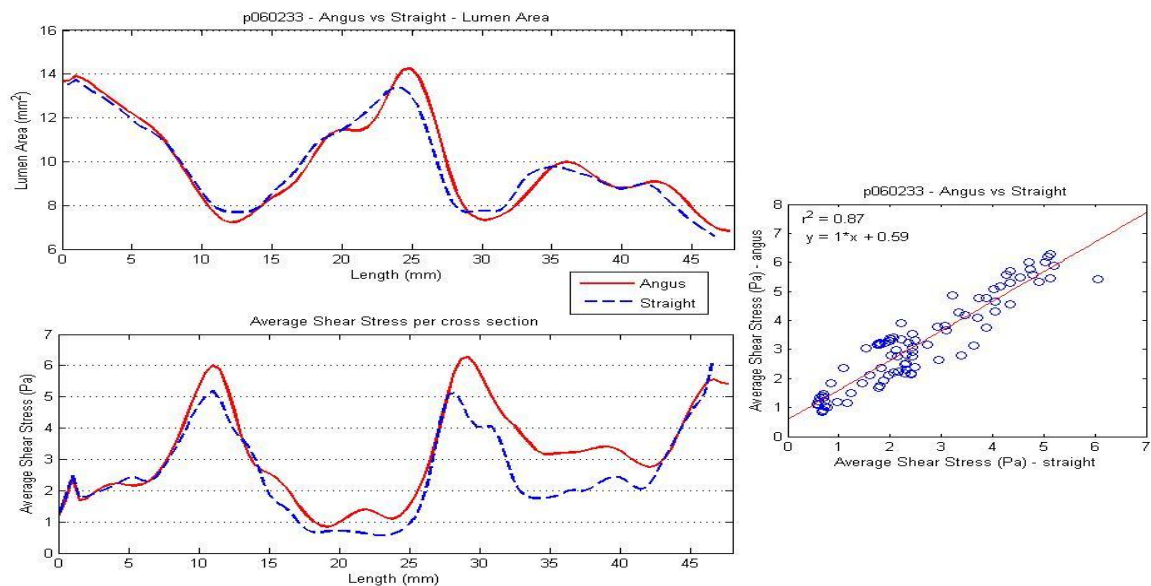 p060233 - Angus vs Straight - Lumen Area
16
14
12
10
8
6
Lumen Area (mm²)
0 5 10 15 20 25 30 35 40 45
Length (mm)
Angus
Straight
Average Shear Stress per cross section
7
6
5
4
3
2
1
0
Average Shear Stress (Pa)
0 5 10 15 20 25 30 35 40 45
Length (mm)
p060233 - Angus vs Straight
r² = 0.87
y = 1*x + 0.59
8
7
6
5
4
3
2
1
0
Average Shear Stress (Pa) - angus
0 1 2 3 4 5 6 7
Average Shear Stress (Pa) - straight